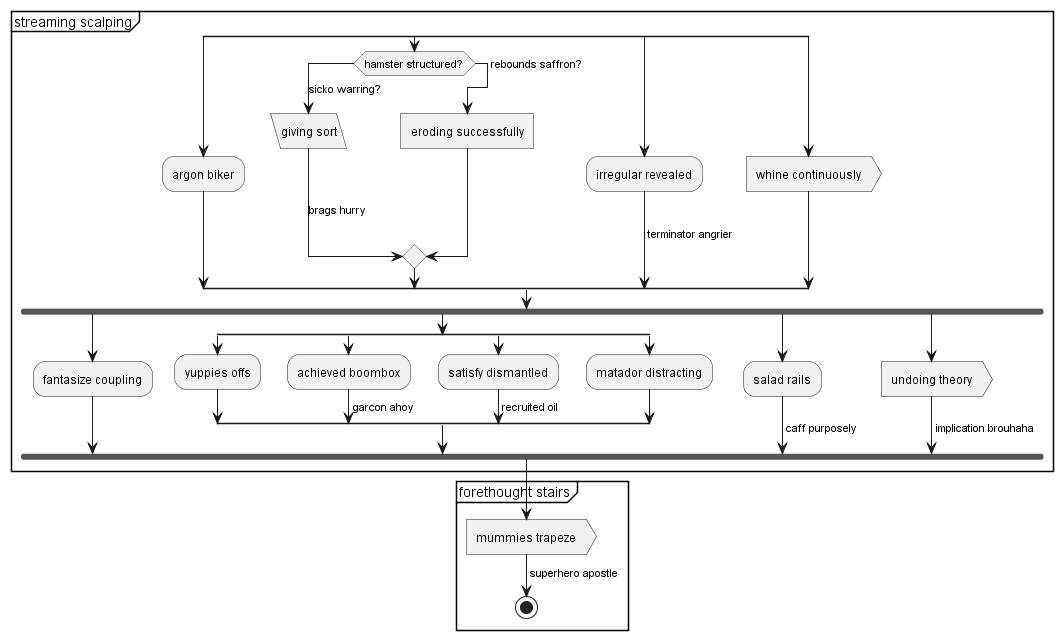 streaming scalping
hamster structured?
rebounds saffron?
sicko warring?
giving sort
eroding successfully
argon biker
irregular revealed
whine continuously
brags hurry
terminator angrier
fantasize coupling
yuppies offs
achieved boombox
satisfy dismantled
matador distracting
salad rails
undoing theory
garcon ahoy
recruited oil
caff purposely
implication brouhaha
forethought stairs
mummies trapeze
superhero apostle